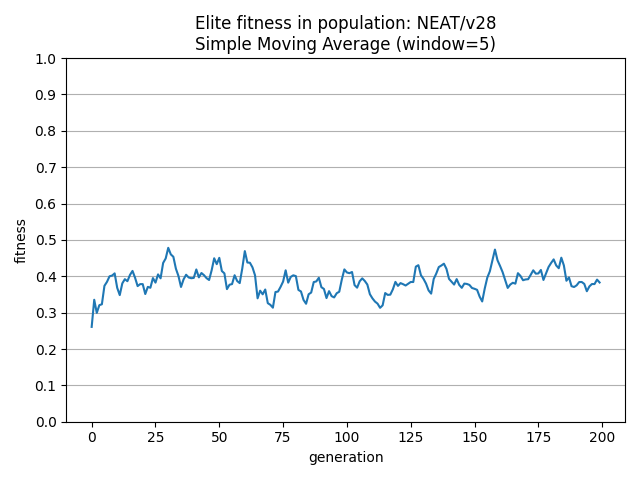 Elite fitness in population: NEAT/v28
Simple Moving Average (window=5)
1.0
0.9
0.8
0.7
0.6
0.5
0.4
0.3
0.2
0.1
0.0
fitness
0 25 50 75 100 125 150 175 200
generation